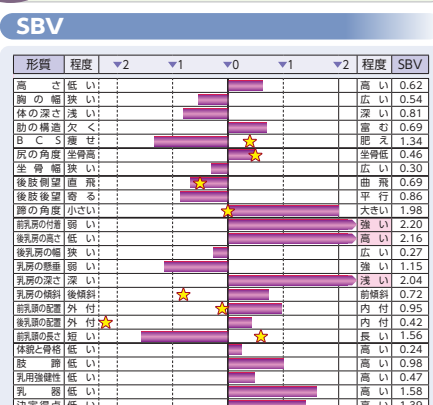 SBV
形質 程度 ▼2 ▼1 ▼0 ▼1 ▼2 程度 SBV
高さ 低い 高い 0.62
胸の幅 狭い 広い 0.54
体の深さ 浅い 深い 0.81
肋の構造 欠く 富む 0.69
BCS 痩せ 肥え 1.34
尻の角度 坐骨高 坐骨低 0.46
坐骨幅 狭い 広い 0.30
後肢側望 直飛 曲飛 0.69
後肢後望 寄る 平行 0.86
蹄の角度 小さい 大きい 1.98
前乳房の付着 弱い 強い 2.20
後乳房の高さ 低い 高い 2.16
後乳房の幅 狭い 広い 0.27
乳房の懸垂 弱い 強い 1.15
乳房の深さ 深い 浅い 2.04
乳房の傾斜 後傾斜 前傾斜 0.72
前乳頭の配置 外付 内付 0.95
後乳頭の配置 外付 内付 0.42
前乳頭の長さ 短い 長い 1.56
体貌と骨格 低い 高い 0.24
肢蹄 低い 高い 0.98
乳用強健性 低い 高い 0.47
乳器 低い 高い 1.58
決定得点 低い 高い 1.39